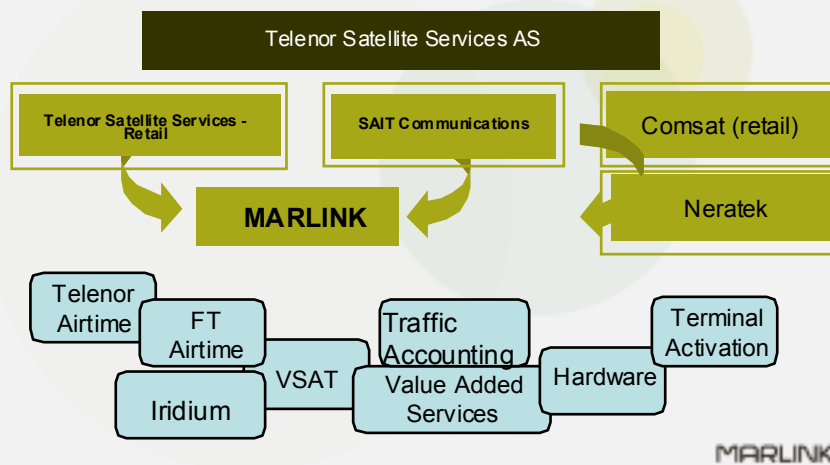 Telenor Satellite Services AS
Telenor Satellite Services -
Retail
SAIT Communications
Comsat (retail)
MARLINK
Neratek
Telenor
Airtime
FT
Airtime
Iridium
VSAT
Traffic
Accounting
Value Added
Services
Hardware
Terminal
Activation
MARLINK